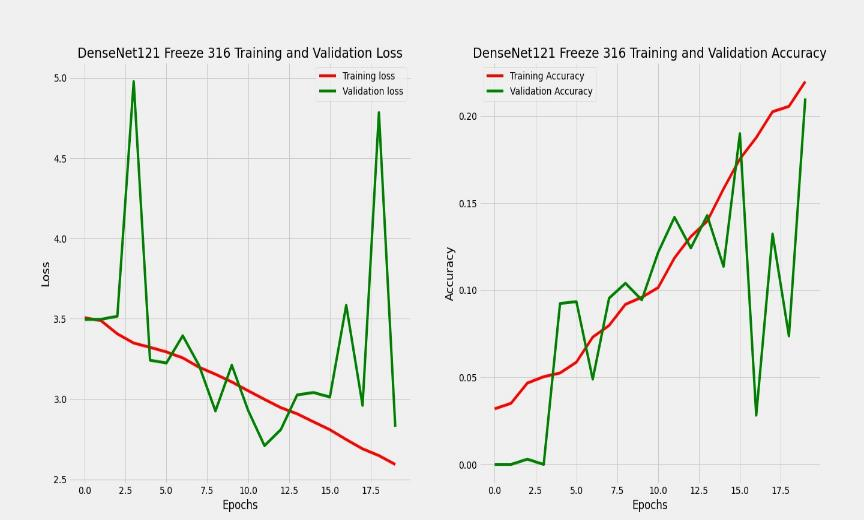 DenseNet121 Freeze 316 Training and Validation Loss
5.0
4.5
4.0
3.5
3.0
2.5
Loss
Training loss
Validation loss
0.0 2.5 5.0 7.5 10.0 12.5 15.0 17.5
Epochs
DenseNet121 Freeze 316 Training and Validation Accuracy
0.20
0.15
0.10
0.05
0.00
Accuracy
Training Accuracy
Validation Accuracy
0.0 2.5 5.0 7.5 10.0 12.5 15.0 17.5
Epochs